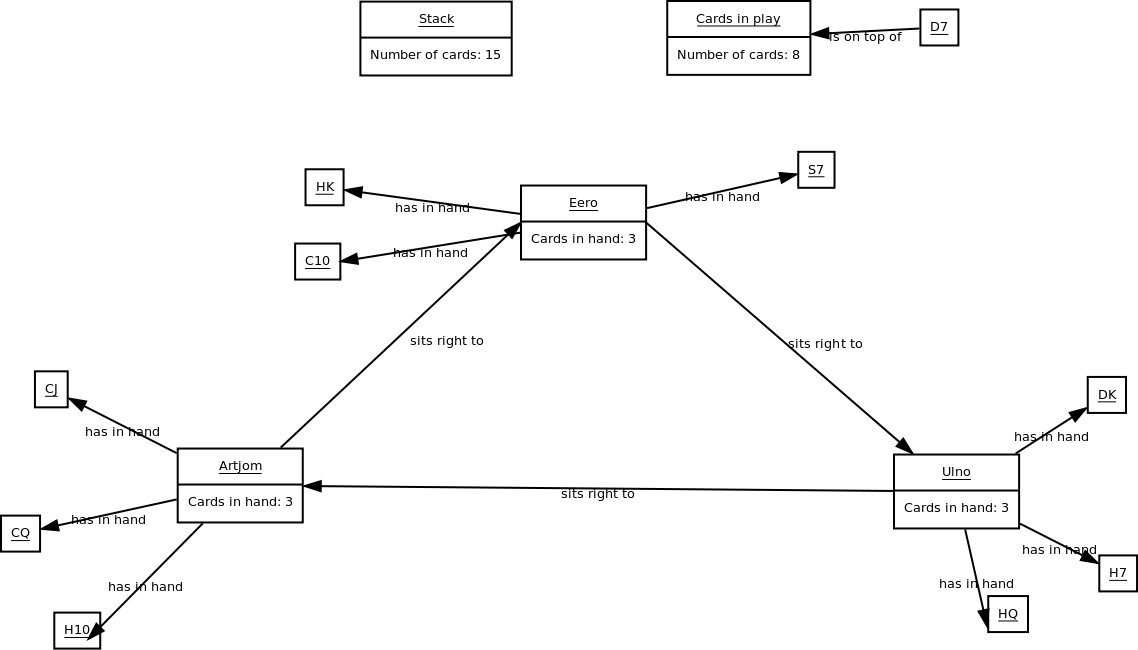 Stack
Number of cards: 15
Cards in play
Number of cards: 8
D7
is on top of
S7
HK
has in hand
has in hand
Eero
Cards in hand: 3
C10
has in hand
sits right to
sits right to
CJ
has in hand
DK
has in hand
Artjom
Cards in hand: 3
Ulno
Cards in hand: 3
sits right to
CQ
has in hand
has in hand
H7
has in hand
has in hand
H10
HQ